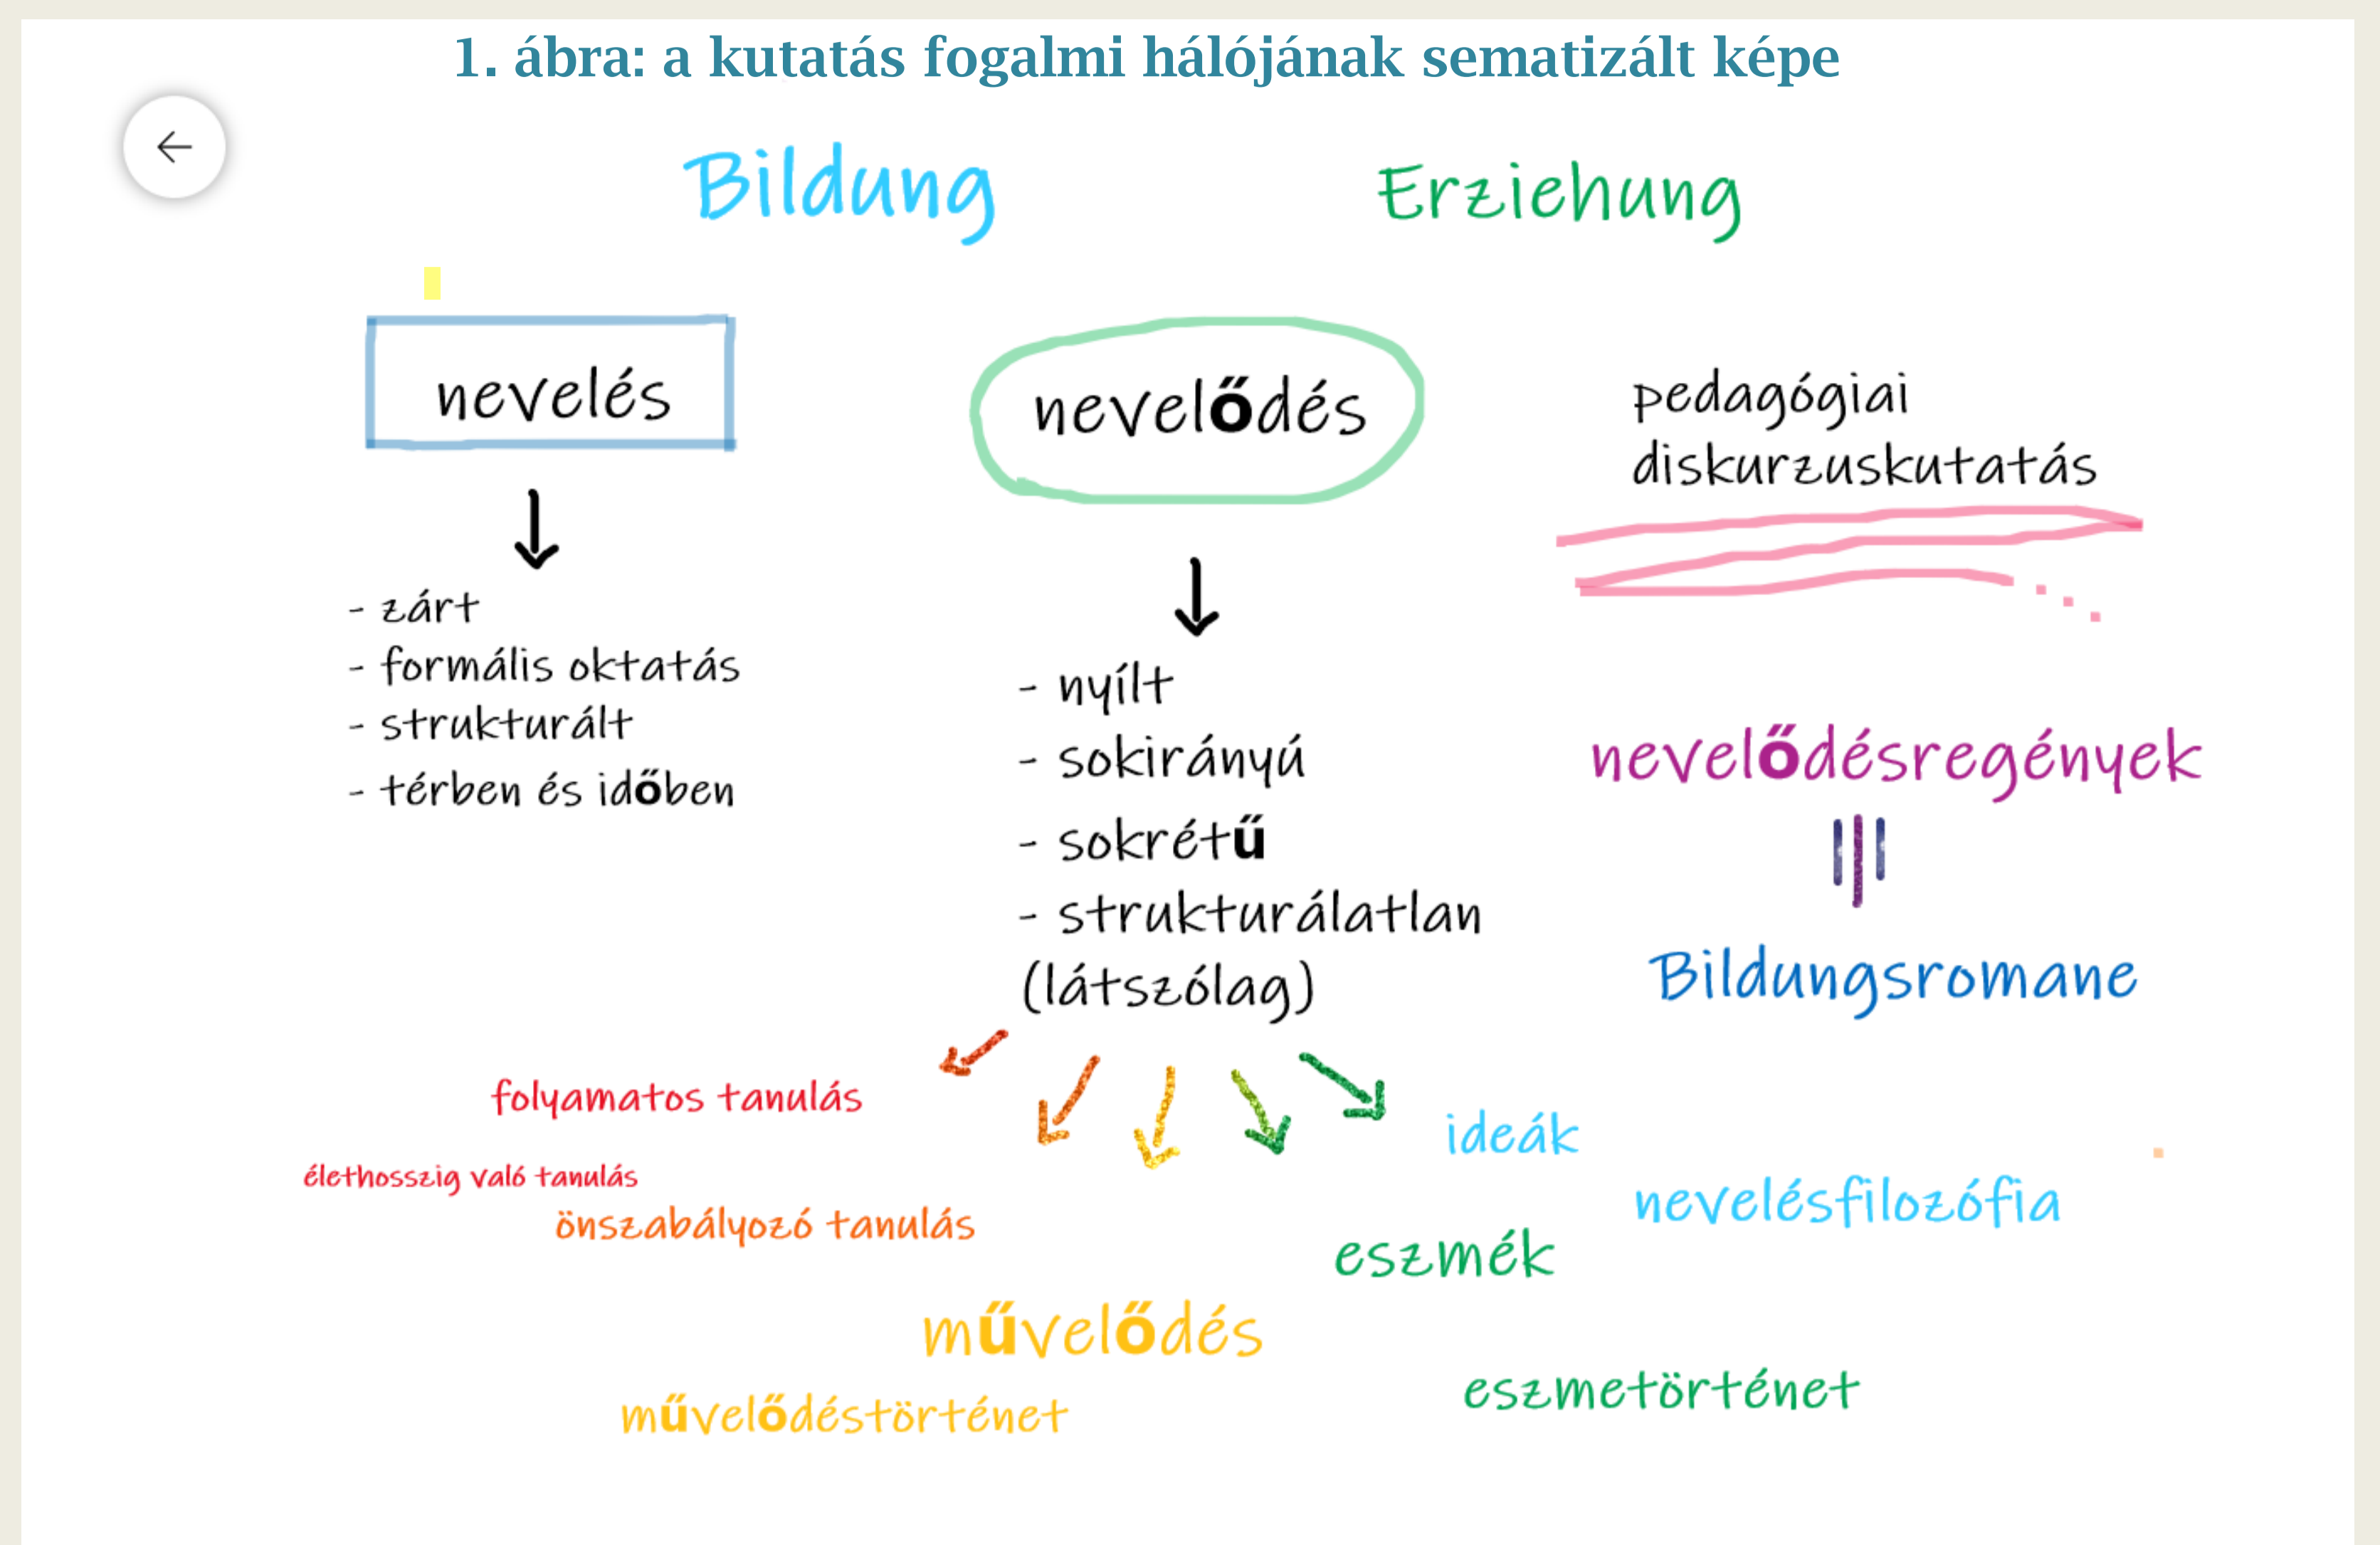 1. ábra: a kutatás fogalmi hálójának sematizált képe
Bildung
Erziehung
nevelés
- zárt
- formális oktatás
- strukturált
- térben és időben
nevelődés
- nyílt
- sokirányú
- sokrétű
- strukturálatlan
(látszólag)
pedagógiai
diskurzuskutatás
nevelődésregények
Bildungsromane
folyamatos tanulás
élethosszig való tanulás
önszabályozó tanulás
művelődés
művelődéstörténet
ideák
nevelésfilozófia
eszmék
eszmetörténet